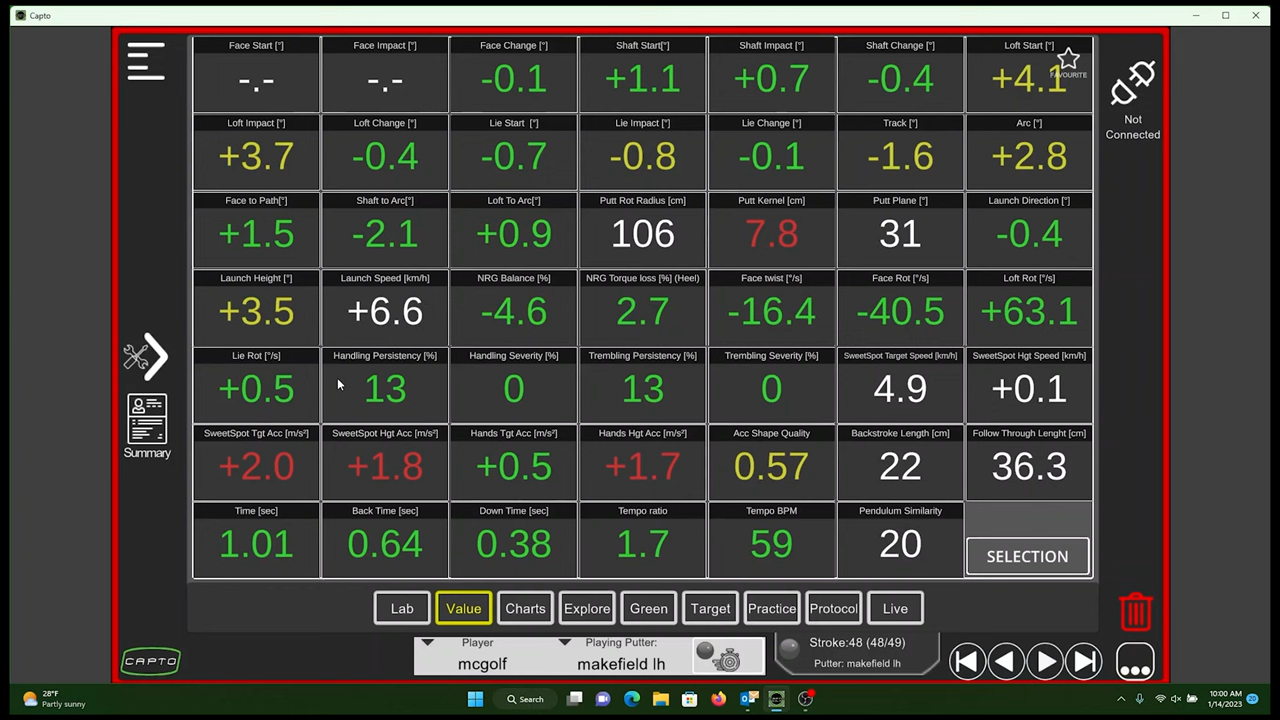 Capto
Face Start [°] Face Impact [°] Face Change [°] Shaft Start[°] Shaft Impact [°] Shaft Change [°] Loft Start [°]
-.- -.- -0.1 +1.1 +0.7 -0.4 +4.1
FAVOURITE
Not
Connected
Loft Impact [°] Loft Change [°] Lie Start [°] Lie Impact [°] Lie Change [°] Track [°] Arc [°]
+3.7 -0.4 -0.7 -0.8 -0.1 -1.6 +2.8
Face to Path[°] Shaft to Arc[°] Loft To Arc[°] Putt Rot Radius [cm] Putt Kernel [cm] Putt Plane [°] Launch Direction [°]
+1.5 -2.1 +0.9 106 7.8 31 -0.4
Launch Height [°] Launch Speed [km/h] NRG Balance [%] NRG Torque loss [%] (Heel) Face twist [°/s] Face Rot [°/s] Loft Rot [°/s]
+3.5 +6.6 -4.6 2.7 -16.4 -40.5 +63.1
Lie Rot [°/s] Handling Persistency [%] Handling Severity [%] Trembling Persistency [%] Trembling Severity [%] SweetSpot Target Speed [km/h] SweetSpot Hgt Speed [km/h]
+0.5 13 0 13 0 4.9 +0.1
Summary
SweetSpot Tgt Acc [m/s²] SweetSpot Hgt Acc [m/s²] Hands Tgt Acc [m/s²] Hands Hgt Acc [m/s²] Acc Shape Quality Backstroke Length [cm] Follow Through Lenght [cm]
+2.0 +1.8 +0.5 +1.7 0.57 22 36.3
Time [sec] Back Time [sec] Down Time [sec] Tempo ratio Tempo BPM Pendulum Similarity
1.01 0.64 0.38 1.7 59 20
SELECTION
Lab Value Charts Explore Green Target Practice Protocol Live
Player Playing Putter: Stroke:48 (48/49)
mcgolf makefield lh Putter: makefield lh
CAPTO
28°F
Partly sunny
Search
10:00 AM
1/14/2023
20